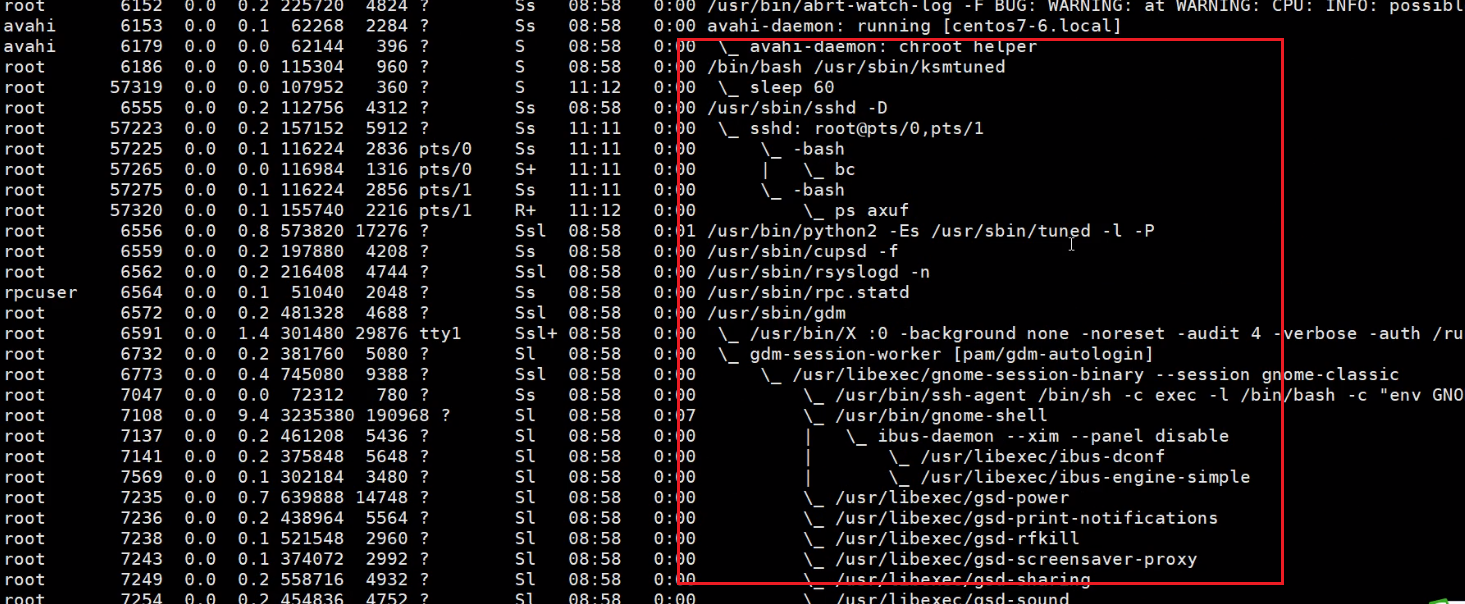 root 6152 0.0 0.2 225720 4824 ? Ss 08:58 0:00 /usr/bin/abrt-watch-log -F BUG: WARNING: at WARNING: CPU: INFO: possibl
avahi 6153 0.0 0.1 62268 2284 ? Ss 08:58 0:00 avahi-daemon: running [centos7-6.local]
avahi 6179 0.0 0.0 62144 396 ? S 08:58 0:00 \_ avahi-daemon: chroot helper
root 6186 0.0 0.0 115304 960 ? S 08:58 0:00 /bin/bash /usr/sbin/ksmtuned
root 57319 0.0 0.0 107952 360 ? S 11:12 0:00 \_ sleep 60
root 6555 0.0 0.2 112756 4312 ? Ss 08:58 0:00 /usr/sbin/sshd -D
root 57223 0.0 0.2 157152 5912 ? Ss 11:11 0:00 \_ sshd: root@pts/0,pts/1
root 57225 0.0 0.1 116224 2836 pts/0 Ss 11:11 0:00 \_ -bash
root 57265 0.0 0.0 116984 1316 pts/0 S+ 11:11 0:00 | \_ bc
root 57275 0.0 0.1 116224 2856 pts/1 Ss 11:11 0:00 \_ -bash
root 57320 0.0 0.1 155740 2216 pts/1 R+ 11:12 0:00 \_ ps axuf
root 6556 0.0 0.8 573820 17276 ? Ssl 08:58 0:01 /usr/bin/python2 -Es /usr/sbin/tuned -l -P
root 6559 0.0 0.2 197880 4208 ? Ss 08:58 0:00 /usr/sbin/cupsd -f
root 6562 0.0 0.2 216408 4744 ? Ssl 08:58 0:00 /usr/sbin/rsyslogd -n
rpcuser 6564 0.0 0.1 51040 2048 ? Ss 08:58 0:00 /usr/sbin/rpc.statd
root 6572 0.0 0.2 481328 4688 ? Ssl 08:58 0:00 /usr/sbin/gdm
root 6591 0.0 1.4 301480 29876 tty1 Ssl+ 08:58 0:00 \_ /usr/bin/X :0 -background none -noreset -audit 4 -verbose -auth /ru
root 6732 0.0 0.2 381760 5080 ? Sl 08:58 0:00 \_ gdm-session-worker [pam/gdm-autologin]
root 6773 0.0 0.4 745080 9388 ? Ssl 08:58 0:00 \_ /usr/libexec/gnome-session-binary --session gnome-classic
root 7047 0.0 0.0 72312 780 ? Ss 08:58 0:00 \_ /usr/bin/ssh-agent /bin/sh -c exec -l /bin/bash -c "env GNO
root 7108 0.0 9.4 3235380 190968 ? Sl 08:58 0:07 \_ /usr/bin/gnome-shell
root 7137 0.0 0.2 461208 5436 ? Sl 08:58 0:00 | \_ ibus-daemon --xim --panel disable
root 7141 0.0 0.2 375848 5648 ? Sl 08:58 0:00 | \_ /usr/libexec/ibus-dconf
root 7569 0.0 0.1 302184 3480 ? Sl 08:58 0:00 | \_ /usr/libexec/ibus-engine-simple
root 7235 0.0 0.7 639888 14748 ? Sl 08:58 0:00 \_ /usr/libexec/gsd-power
root 7236 0.0 0.2 438964 5564 ? Sl 08:58 0:00 \_ /usr/libexec/gsd-print-notifications
root 7238 0.0 0.1 521548 2960 ? Sl 08:58 0:00 \_ /usr/libexec/gsd-rfkill
root 7243 0.0 0.1 374072 2992 ? Sl 08:58 0:00 \_ /usr/libexec/gsd-screensaver-proxy
root 7249 0.0 0.2 558716 4932 ? Sl 08:58 0:00 \_ /usr/libexec/gsd-sharing
root 7254 0.0 0.2 454836 4752 ? Sl 08:58 0:00 \_ /usr/libexec/gsd-sound